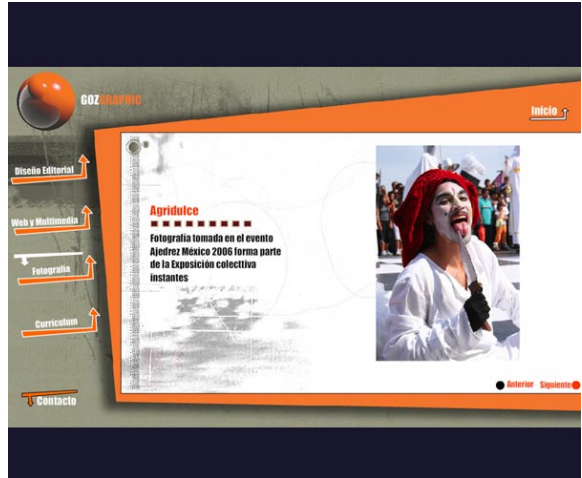 GOZGRAPHIC
Inicio
Diseño Editorial
Web y Multimedia
Fotografía
Curriculum
Contacto
Agridulce
Fotografía tomada en el evento
Ajedrez México 2006 forma parte
de la Exposición colecttiva
instantes
Anterior Siguiente